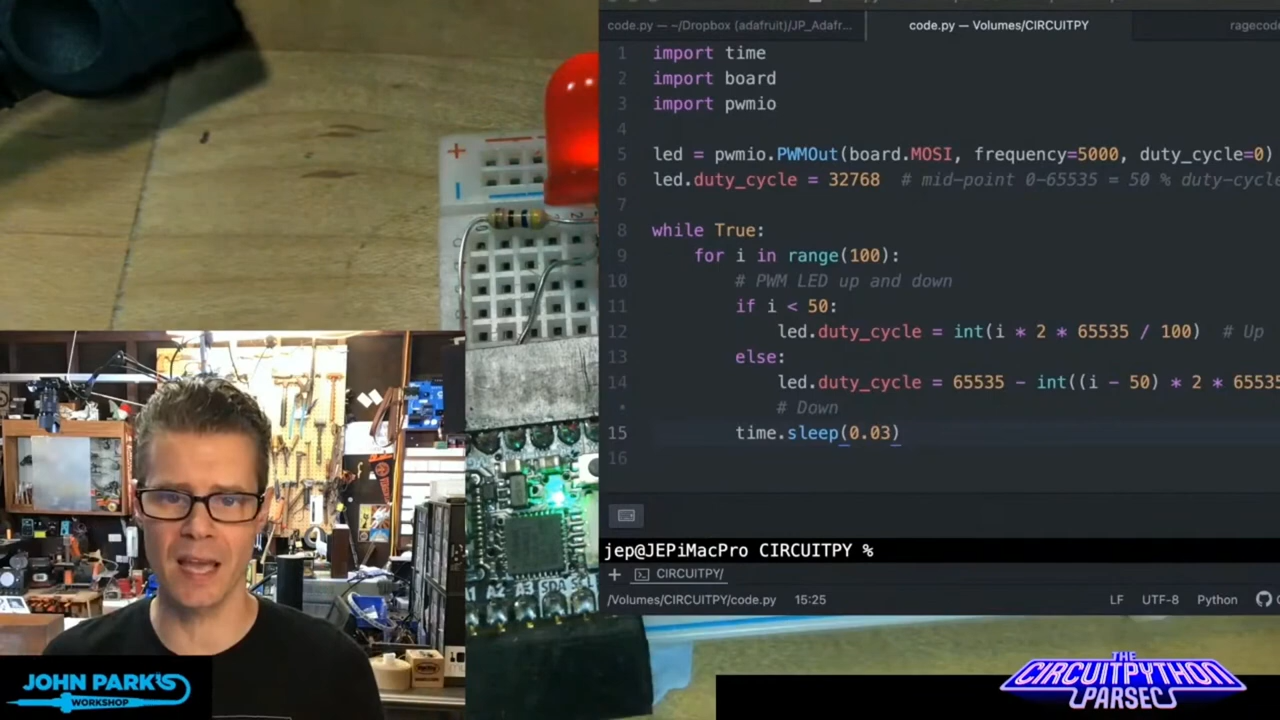 code.py — ~/Dropbox (adafruit)/JP_Adafr...
code.py — Volumes/CIRCUITPY
ragecode
1 import time
2 import board
3 import pwmio
4
5 led = pwmio.PWMOut(board.MOSI, frequency=5000, duty_cycle=0)
6 led.duty_cycle = 32768 # mid-point 0-65535 = 50 % duty-cycle
7
8 while True:
9 for i in range(100):
10 # PWM LED up and down
11 if i < 50:
12 led.duty_cycle = int(i * 2 * 65535 / 100) # Up
13 else:
14 led.duty_cycle = 65535 - int((i - 50) * 2 * 65535
• # Down
15 time.sleep(0.03)
16
jep@JEPiMacPro CIRCUITPY %
+ CIRCUITPY/
/Volumes/CIRCUITPY/code.py 15:25 LF UTF-8 Python
A1 A2 A3 SDA SCL
JOHN PARK'S
WORKSHOP
THE
CIRCUITPYTHON
PARSEC